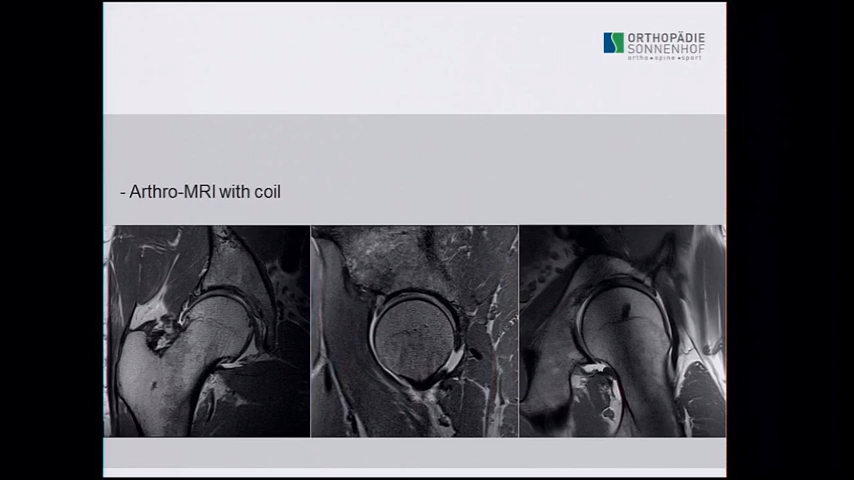 ORTHOPÄDIE
SONNENHOF
ortho • spine • sport
- Arthro-MRI with coil